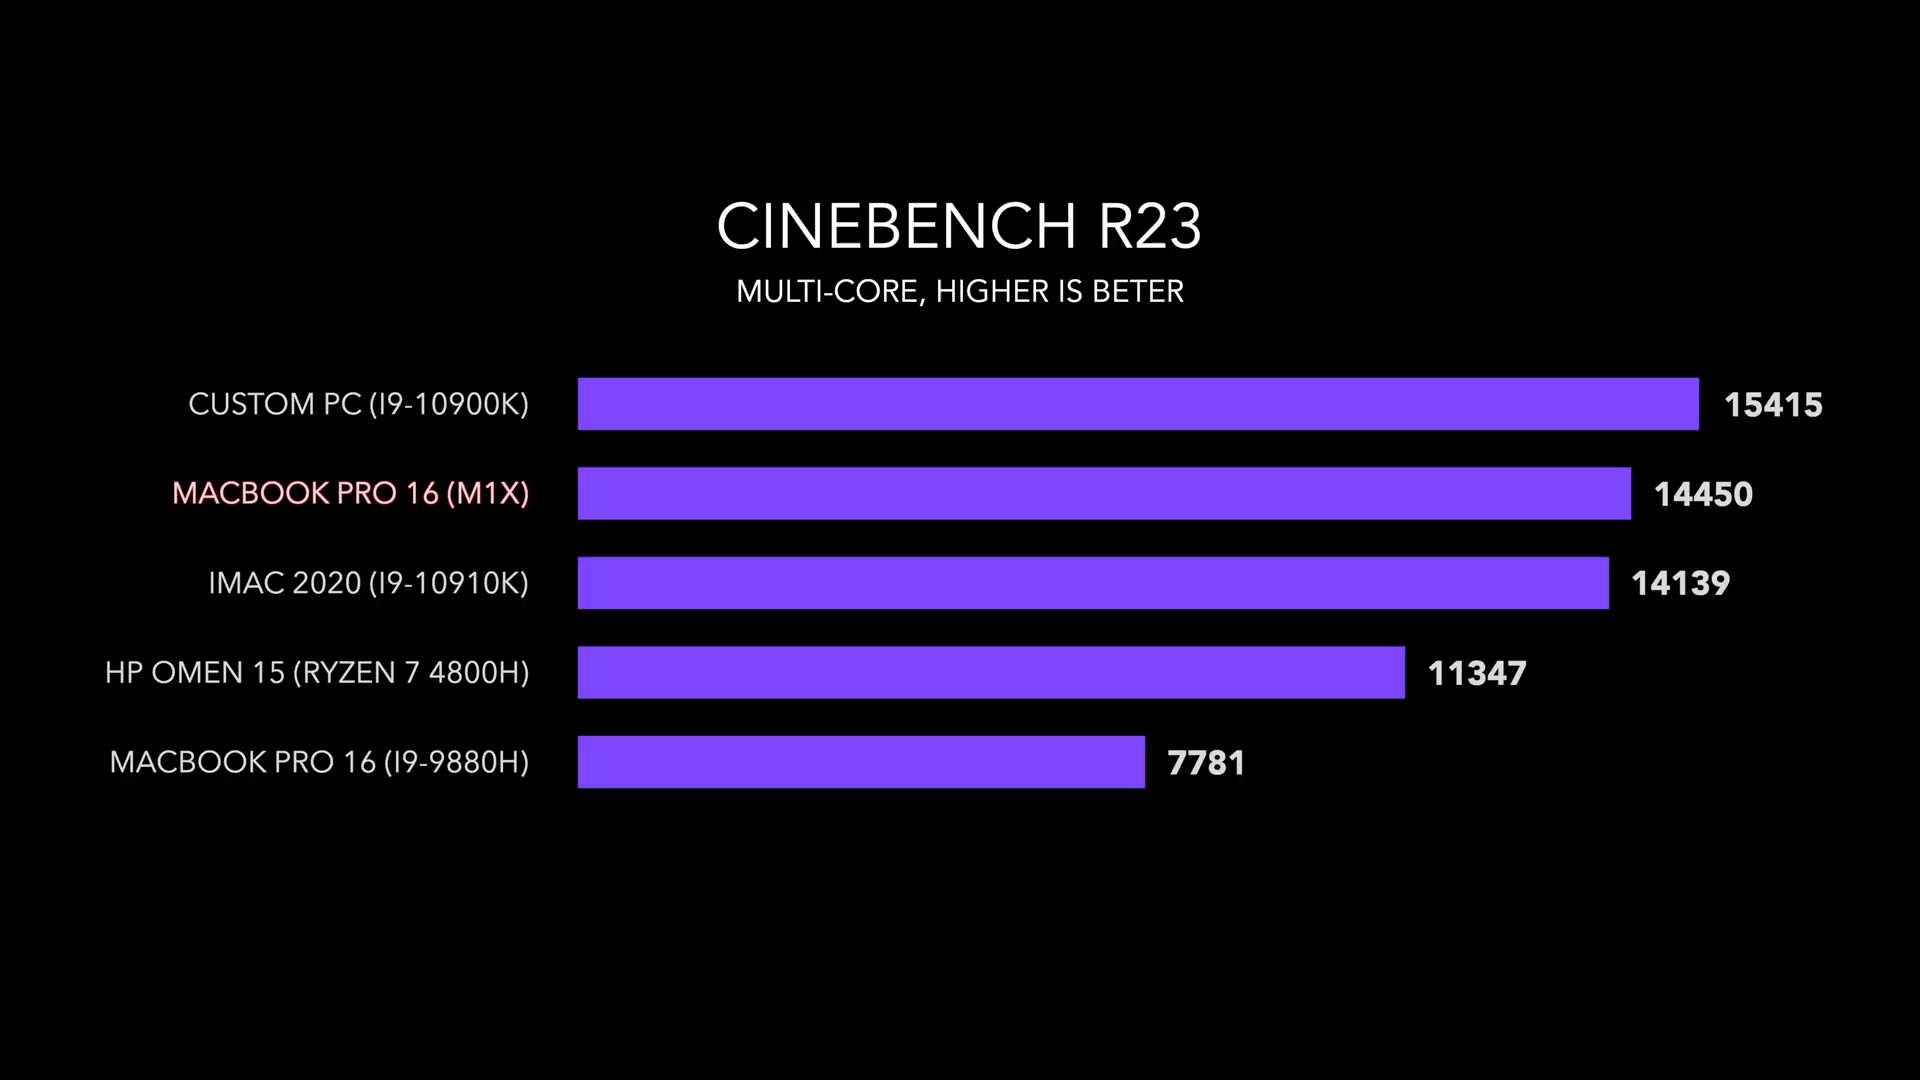 CINEBENCH R23
MULTI-CORE, HIGHER IS BETER
CUSTOM PC (I9-10900K) 15415
MACBOOK PRO 16 (M1X) 14450
IMAC 2020 (I9-10910K) 14139
HP OMEN 15 (RYZEN 7 4800H) 11347
MACBOOK PRO 16 (I9-9880H) 7781